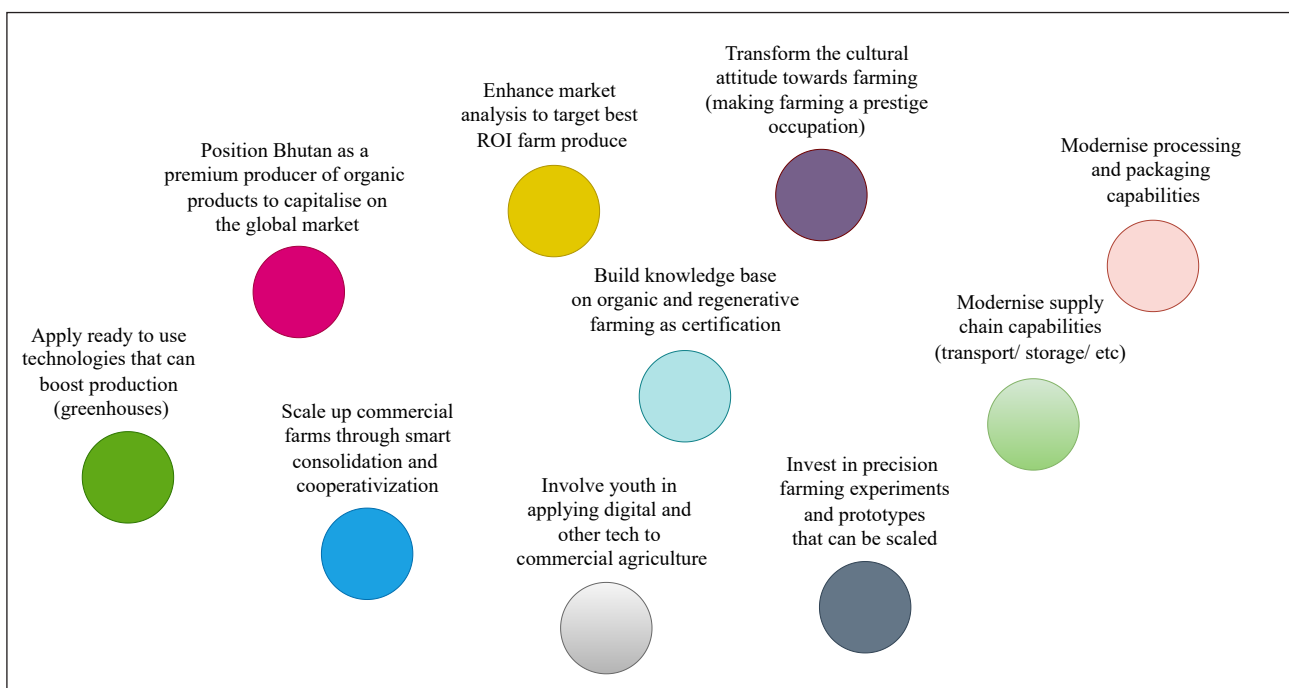 Transform the cultural
attitude towards farming
(making farming a prestige
occupation)
Enhance market
analysis to target best
ROI farm produce
Position Bhutan as a
premium producer of organic
products to capitalise on
the global market
Modernise processing
and packaging
capabilities
Build knowledge base
on organic and regenerative
farming as certification
Modernise supply
chain capabilities
(transport/ storage/ etc)
Apply ready to use
technologies that can
boost production
(greenhouses)
Scale up commercial
farms through smart
consolidation and
cooperativization
Involve youth in
applying digital and
other tech to
commercial agriculture
Invest in precision
farming experiments
and prototypes
that can be scaled